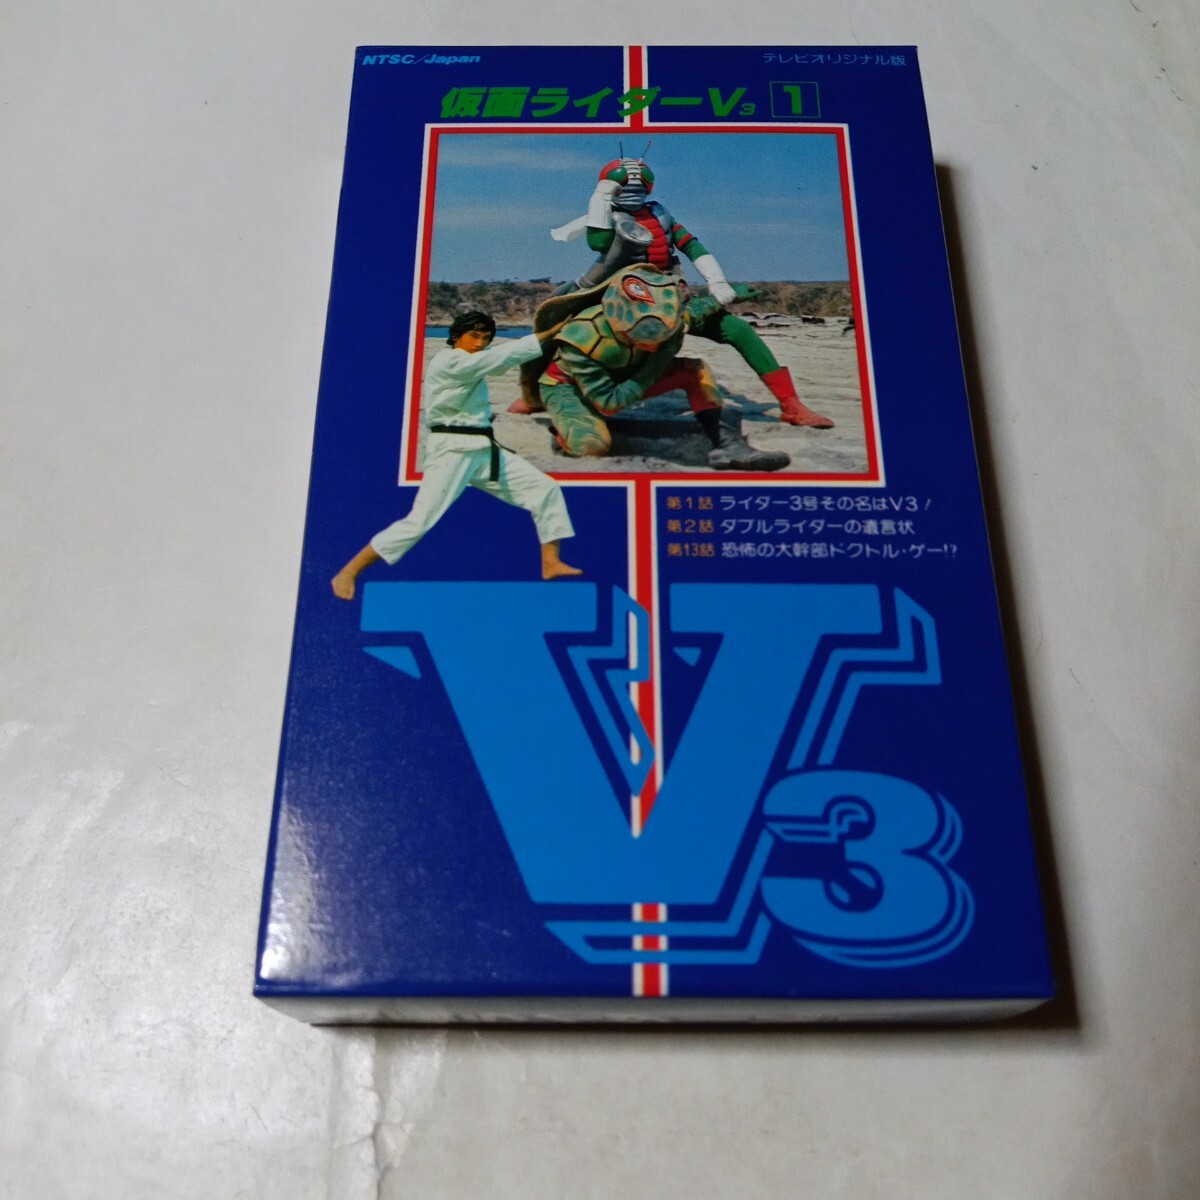 NTSC/Japan
テレビオリジナル版
仮面ライダーV3 1
第1話 ライダー3号その名はV3!
第2話 ダブルライダーの遺言状
第13話 恐怖の大幹部ドクトル・ゲー!?
V3